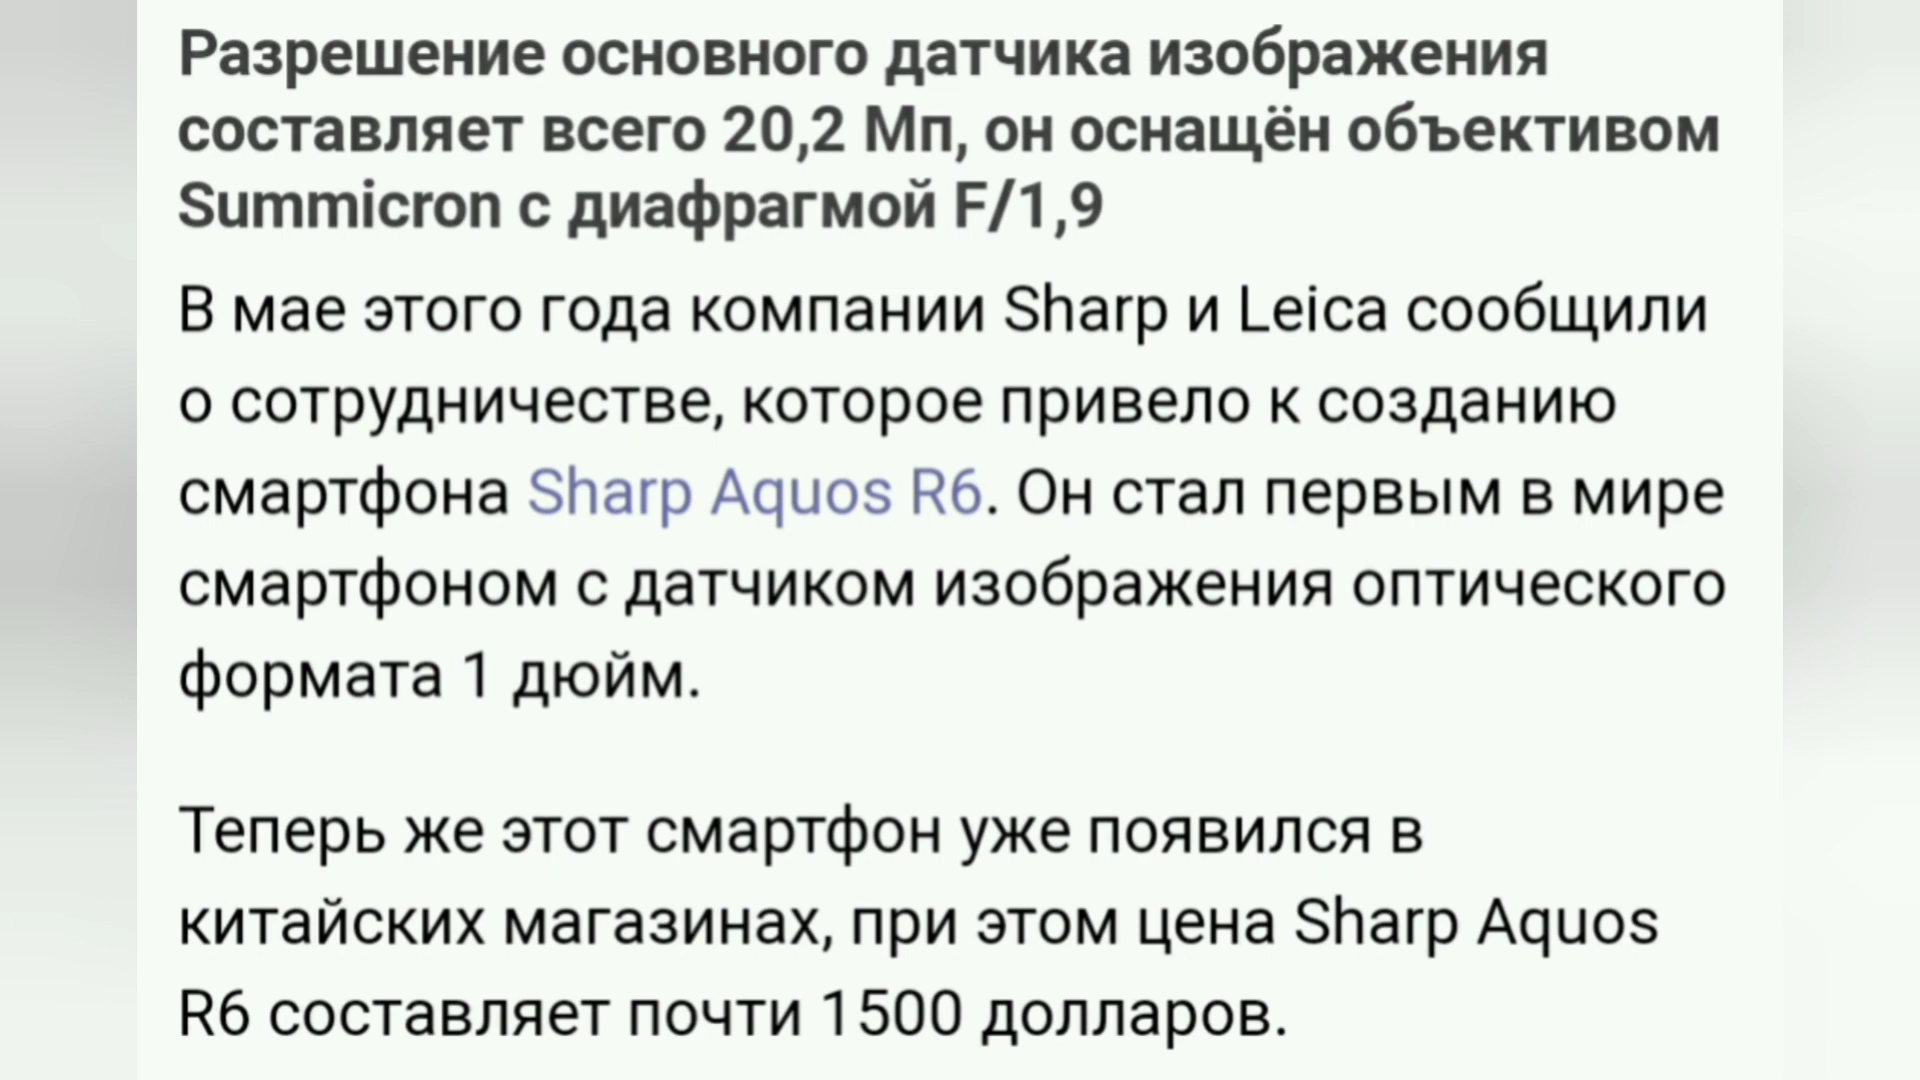 Разрешение основного датчика изображения
составляет всего 20,2 Мп, он оснащён объективом
Summicron с диафрагмой F/1,9
В мае этого года компании Sharp и Leica сообщили
о сотрудничестве, которое привело к созданию
смартфона Sharp Aquos R6. Он стал первым в мире
смартфоном с датчиком изображения оптического
формата 1 дюйм.
Теперь же этот смартфон уже появился в
китайских магазинах, при этом цена Sharp Aquos
R6 составляет почти 1500 долларов.